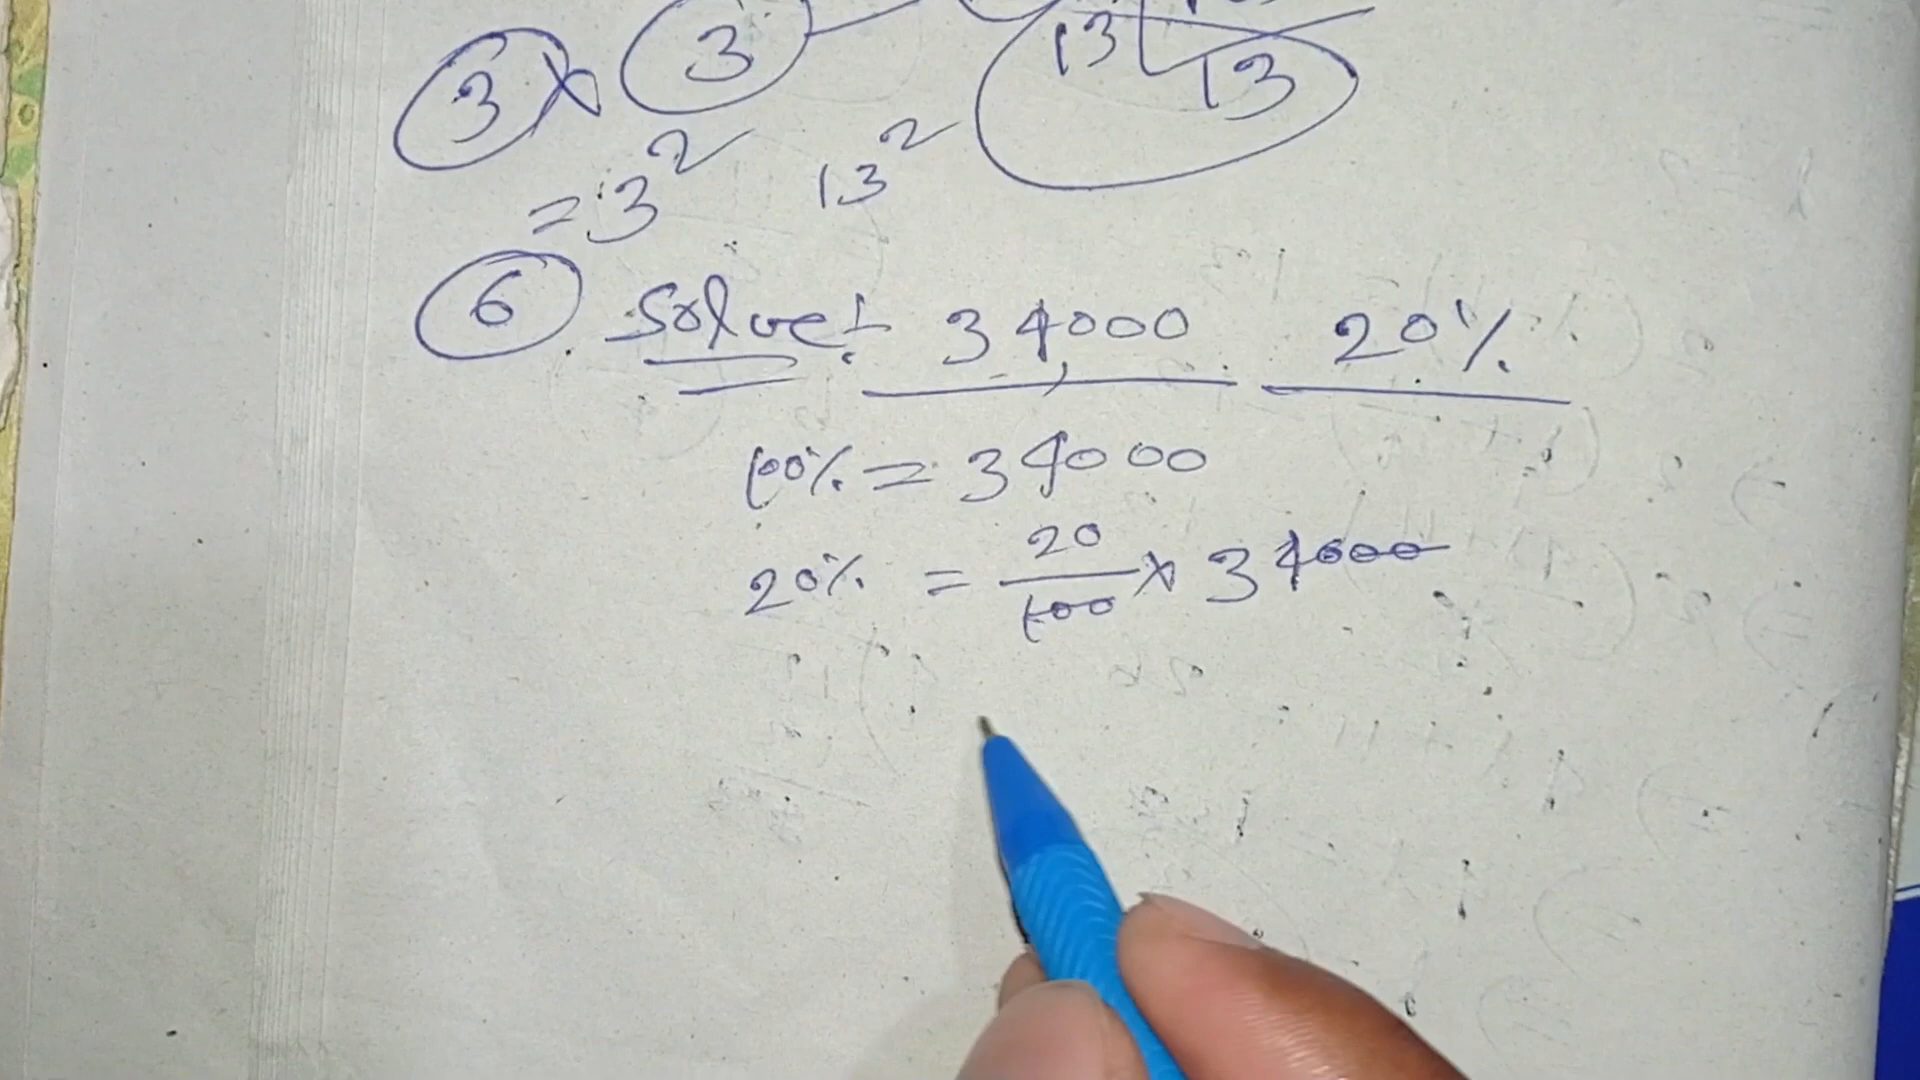 3 × 3 13 13
= 3² 13²
6 Solve :- 34000 20%
100% = 34000
20% = 20/100 × 34000